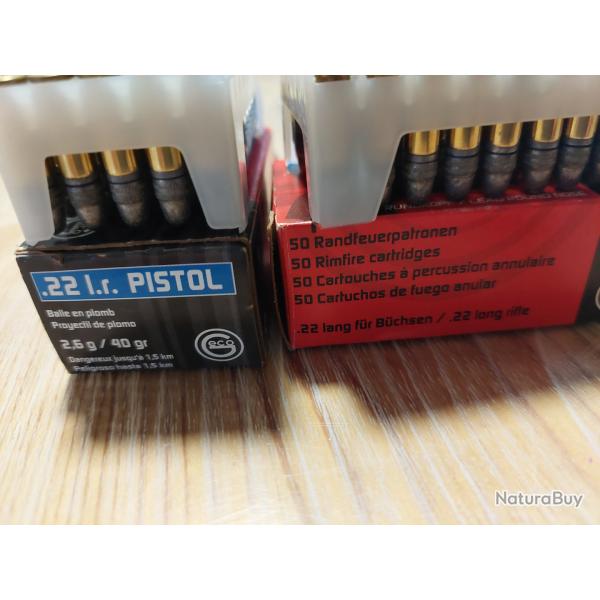 .22 l.r. PISTOL
Balle en plomb
Proyectil de plomo
2,6 g / 40 gr
Dangereux jusqu'à 1,5 km
Peligroso hasta 1,5 km
Geco
50 Randfeuerpatronen
50 Rimfire cartridges
50 Cartouches à percussion annulaire
50 Cartuchos de fuego anular
.22 lang für Büchsen / .22 long rifle
NaturaBuy